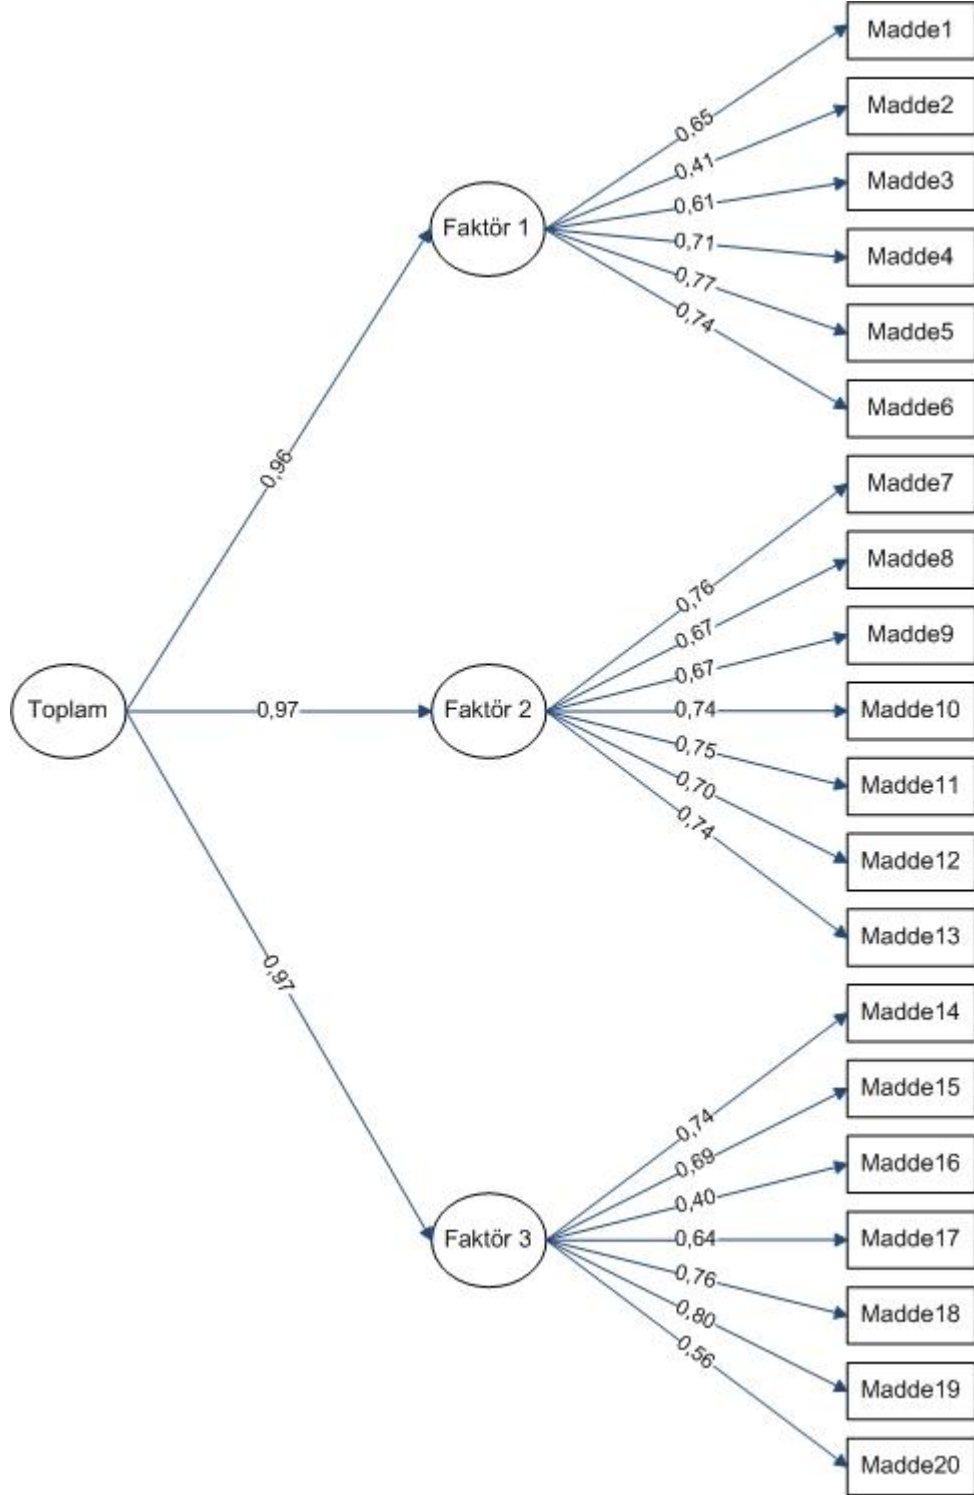 Madde1
0,65
Madde2
0,41
Madde3
0,61
Faktör 1
0,71
Madde4
0,77
Madde5
0,74
Madde6
0,96
Madde7
0,76
Madde8
0,67
Madde9
0,67
Toplam
0,97
Faktör 2
0,74
Madde10
0,75
Madde11
0,70
Madde12
0,74
Madde13
0,97
Madde14
0,74
Madde15
0,69
Madde16
0,40
Faktör 3
0,64
Madde17
0,76
Madde18
0,80
Madde19
0,56
Madde20